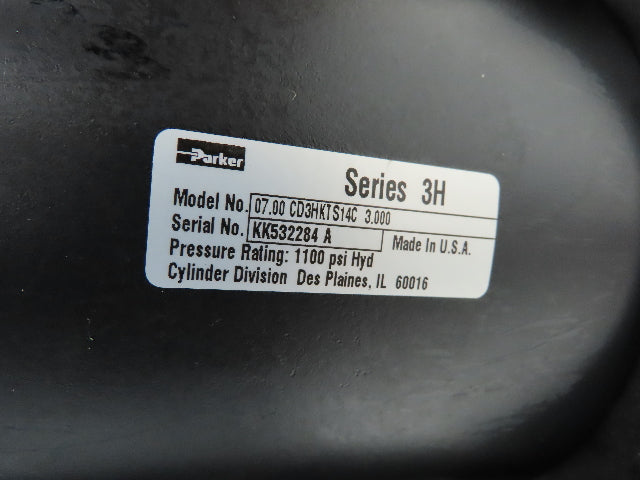 Parker
Series 3H
Model No. 07.00 CD3HKTS14C 3.000
Serial No. KK532284 A Made In U.S.A.
Pressure Rating: 1100 psi Hyd
Cylinder Division Des Plaines, IL 60016